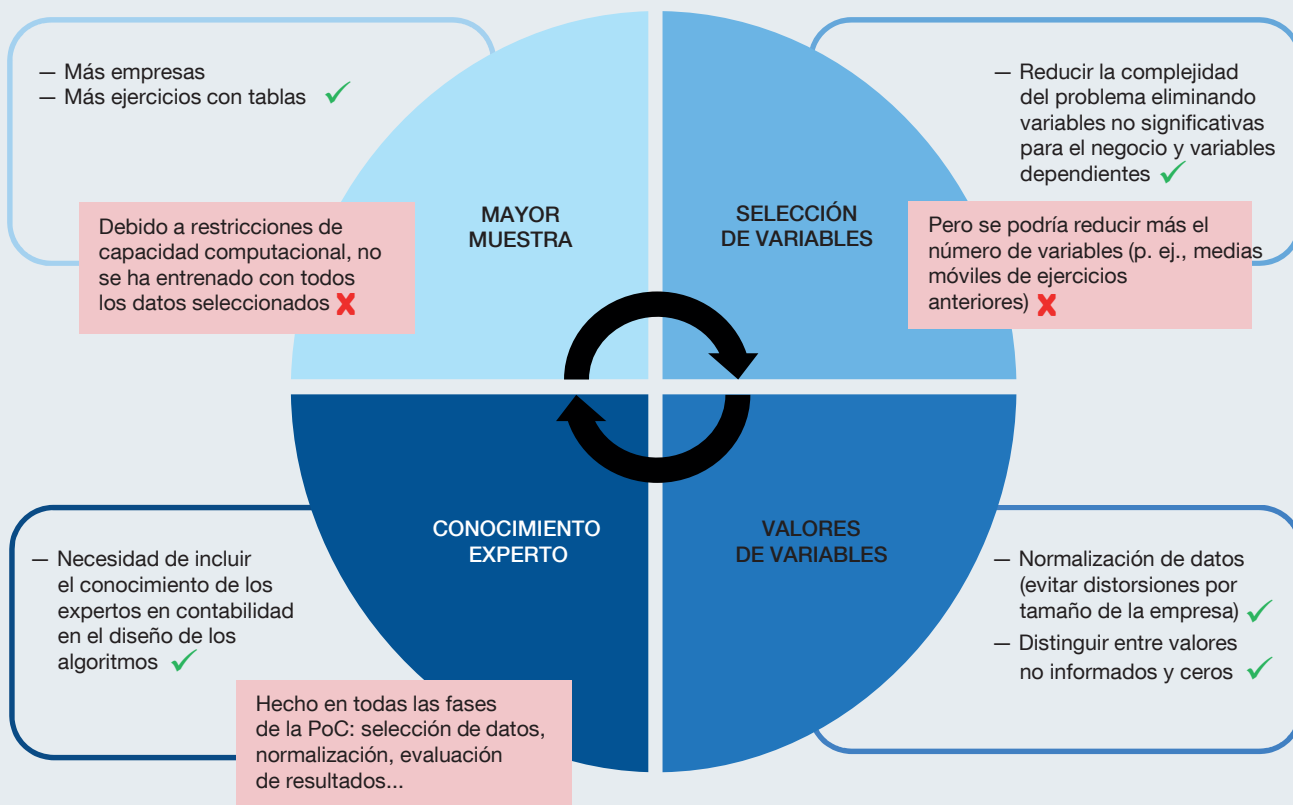 — Más empresas
— Más ejercicios con tablas ✓
Debido a restricciones de
capacidad computacional, no
se ha entrenado con todos
los datos seleccionados ✗
MAYOR
MUESTRA
SELECCIÓN
DE VARIABLES
— Reducir la complejidad
del problema eliminando
variables no significativas
para el negocio y variables
dependientes ✓
Pero se podría reducir más el
número de variables (p. ej., medias
móviles de ejercicios
anteriores) ✗
CONOCIMIENTO
EXPERTO
— Necesidad de incluir
el conocimiento de los
expertos en contabilidad
en el diseño de los
algoritmos ✓
Hecho en todas las fases
de la PoC: selección de datos,
normalización, evaluación
de resultados...
VALORES
DE VARIABLES
— Normalización de datos
(evitar distorsiones por
tamaño de la empresa) ✓
— Distinguir entre valores
no informados y ceros ✓